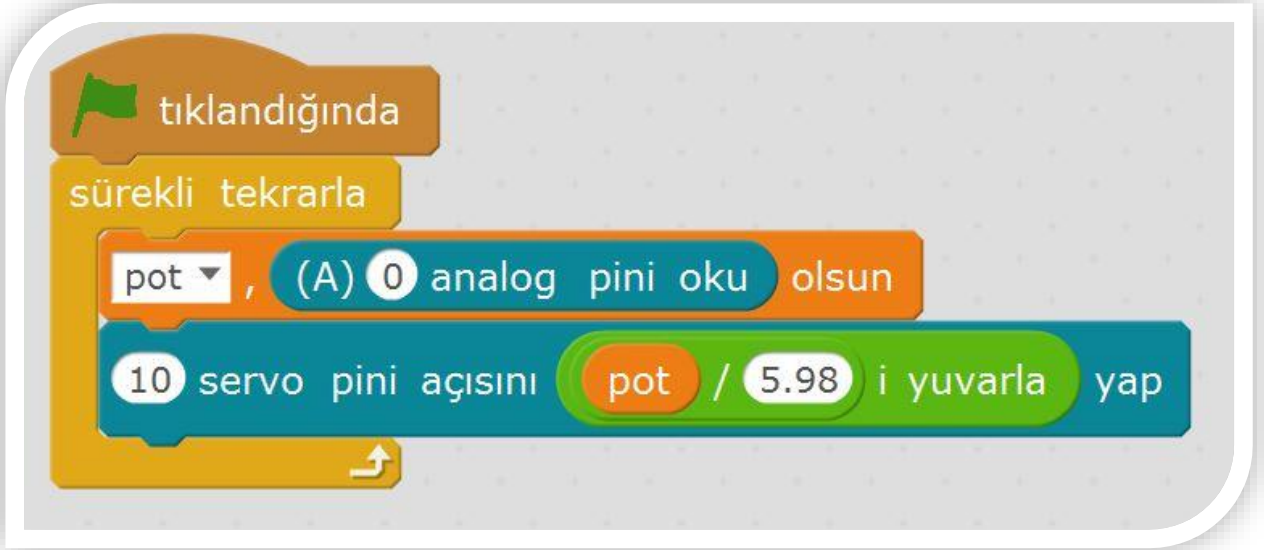 tıklandığında
sürekli tekrarla
pot , (A) 0 analog pini oku olsun
10 servo pini açısını pot / 5.98 i yuvarla yap